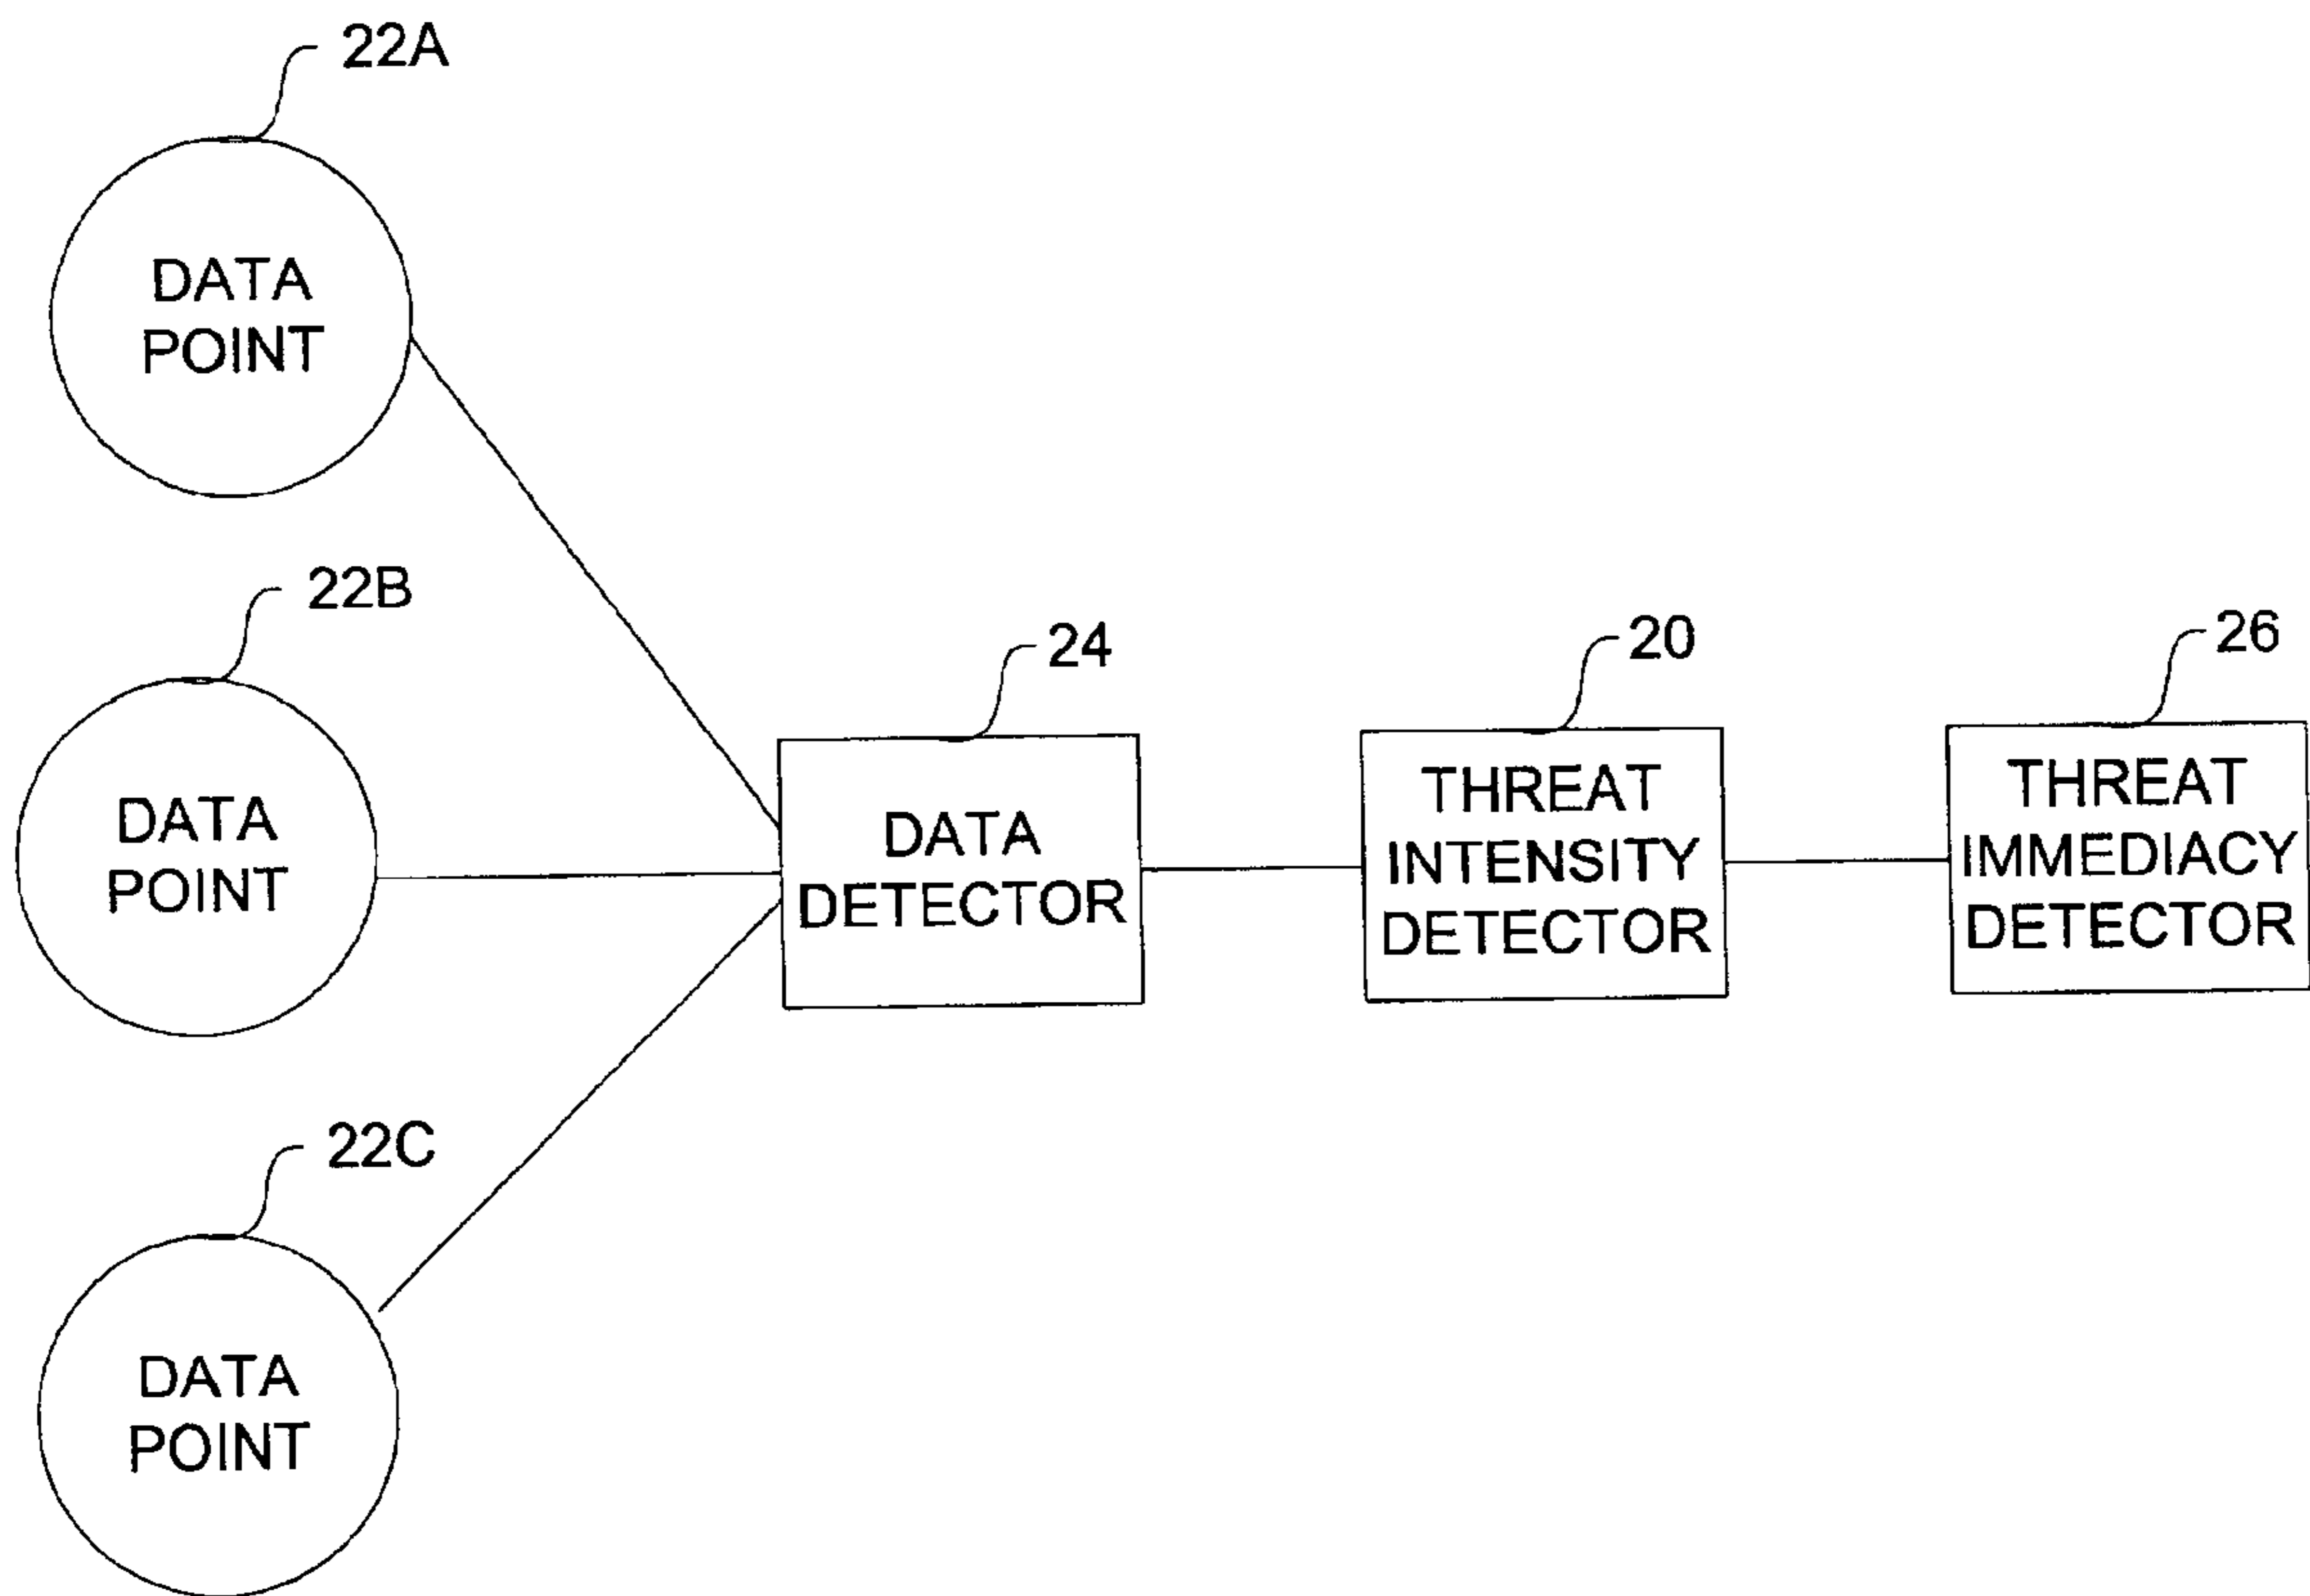 22A
DATA
POINT
22B
DATA
POINT
22C
DATA
POINT
24
DATA
DETECTOR
20
THREAT
INTENSITY
DETECTOR
26
THREAT
IMMEDIACY
DETECTOR